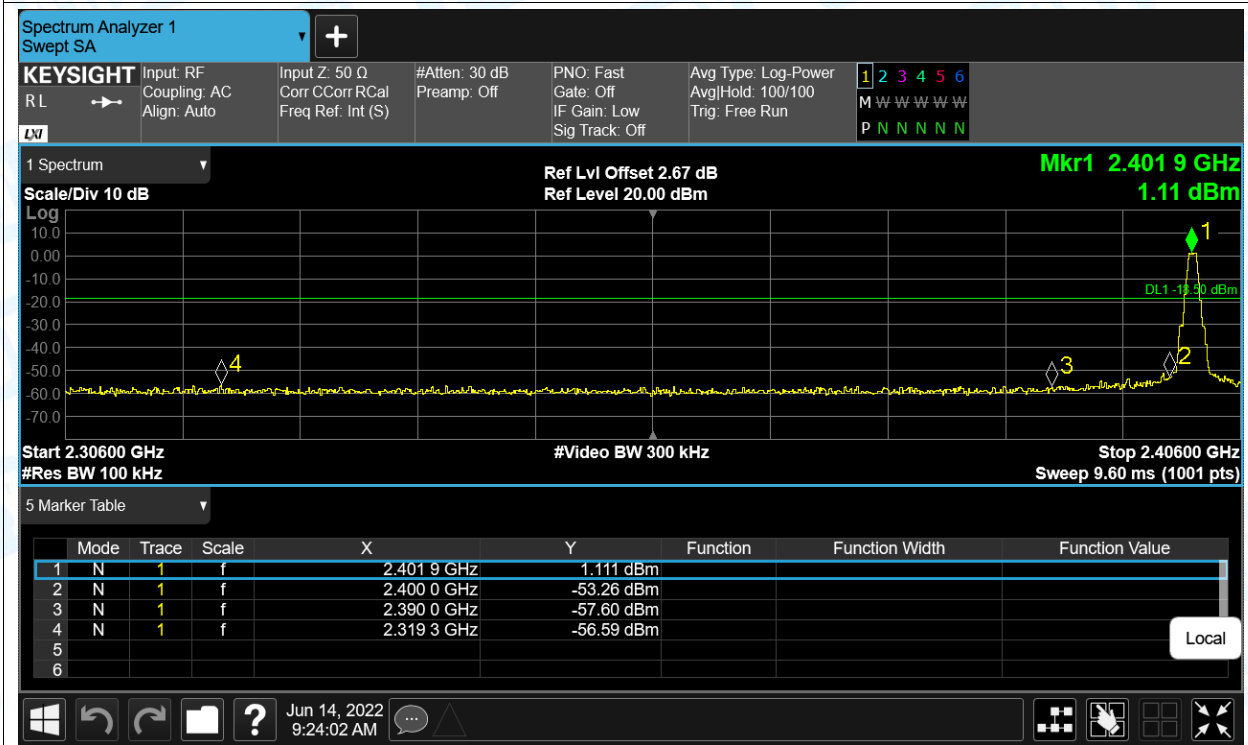 Spectrum Analyzer 1
Swept SA
KEYSIGHT
RL
LXI
Input: RF
Coupling: AC
Align: Auto
Input Z: 50 Ω
Corr CCorr RCal
Freq Ref: Int (S)
#Atten: 30 dB
Preamp: Off
PNO: Fast
Gate: Off
IF Gain: Low
Sig Track: Off
Avg Type: Log-Power
Avg|Hold: 100/100
Trig: Free Run
1 2 3 4 5 6
M W W W W W
P N N N N N
1 Spectrum
Scale/Div 10 dB
Ref Lvl Offset 2.67 dB
Ref Level 20.00 dBm
Mkr1 2.401 9 GHz
1.11 dBm
Log
10.0
0.00
-10.0
-20.0
-30.0
-40.0
-50.0
-60.0
-70.0
1
DL1 -18.50 dBm
4
3
2
Start 2.30600 GHz
#Video BW 300 kHz
Stop 2.40600 GHz
#Res BW 100 kHz
Sweep 9.60 ms (1001 pts)
5 Marker Table
Mode Trace Scale X Y Function Function Width Function Value
1 N 1 f 2.401 9 GHz 1.111 dBm
2 N 1 f 2.400 0 GHz -53.26 dBm
3 N 1 f 2.390 0 GHz -57.60 dBm
4 N 1 f 2.319 3 GHz -56.59 dBm
5
6
Local
?
Jun 14, 2022
9:24:02 AM